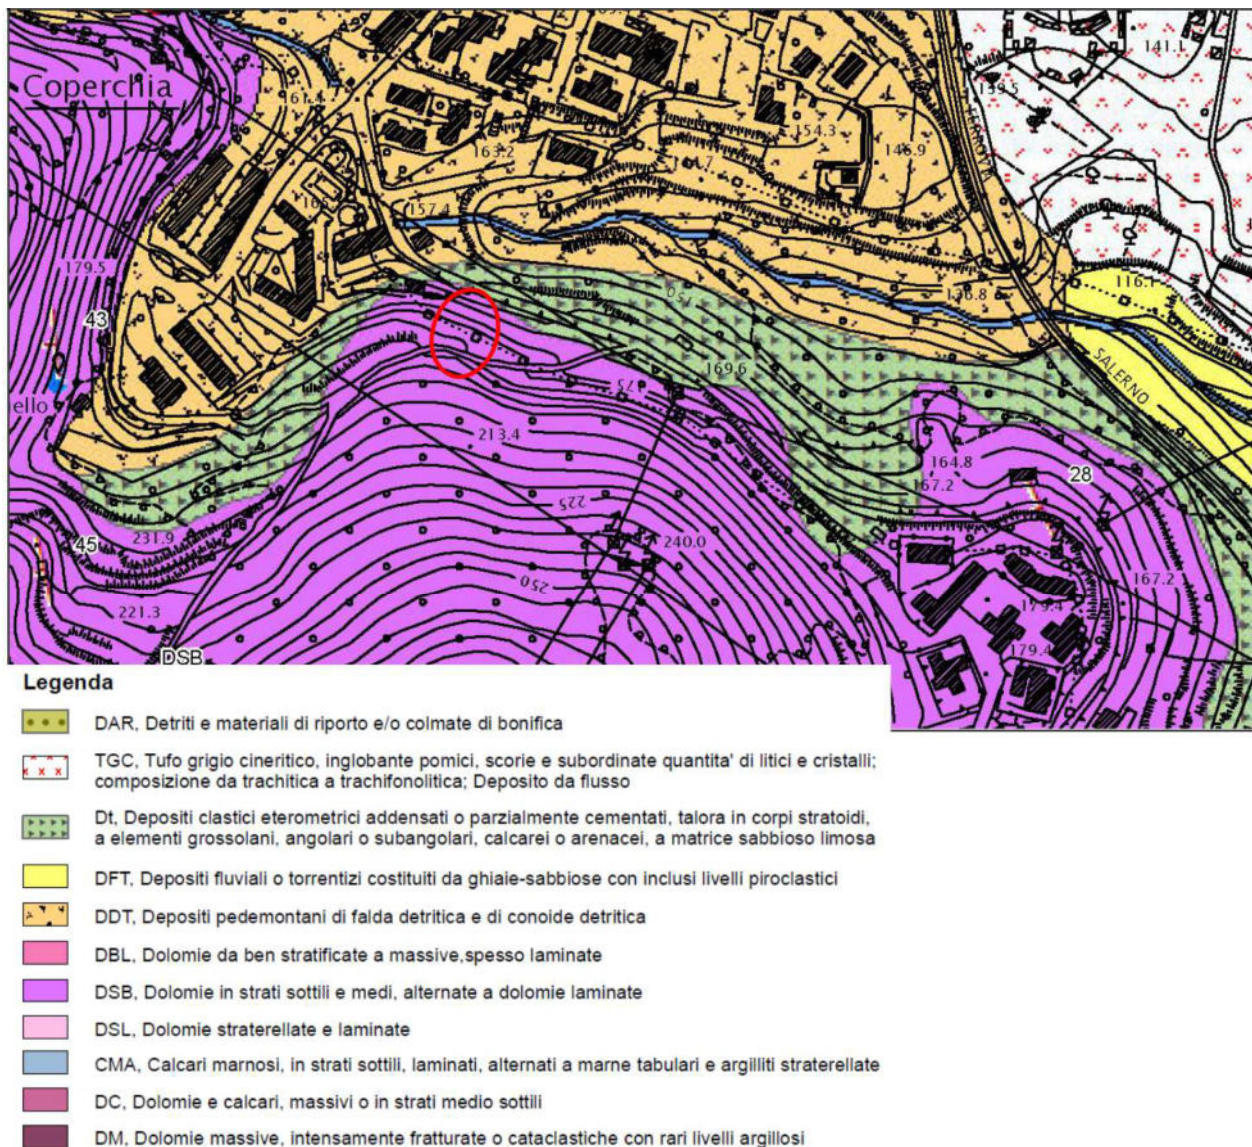 Coperchia
161.4
163.2
154.3
146.9
141.1
139.5
157.4
179.5
43
ello
136.8
116.1
150
169.6
SALERNO
175
213.4
164.8
167.2
28
225
240.0
231.9
45
250
167.2
221.3
179.4
179.4
DSB
Legenda
DAR, Detriti e materiali di riporto e/o colmate di bonifica
TGC, Tufo grigio cineritico, inglobante pomici, scorie e subordinate quantita' di litici e cristalli;
composizione da trachitica a trachifonolitica; Deposito da flusso
Dt, Depositi clastici eterometrici addensati o parzialmente cementati, talora in corpi stratoidi,
a elementi grossolani, angolari o subangolari, calcarei o arenacei, a matrice sabbioso limosa
DFT, Depositi fluviali o torrentizi costituiti da ghiaie-sabbiose con inclusi livelli piroclastici
DDT, Depositi pedemontani di falda detritica e di conoide detritica
DBL, Dolomie da ben stratificate a massive,spesso laminate
DSB, Dolomie in strati sottili e medi, alternate a dolomie laminate
DSL, Dolomie straterellate e laminate
CMA, Calcari marnosi, in strati sottili, laminati, alternati a marne tabulari e argilliti straterellate
DC, Dolomie e calcari, massivi o in strati medio sottili
DM, Dolomie massive, intensamente fratturate o cataclastiche con rari livelli argillosi